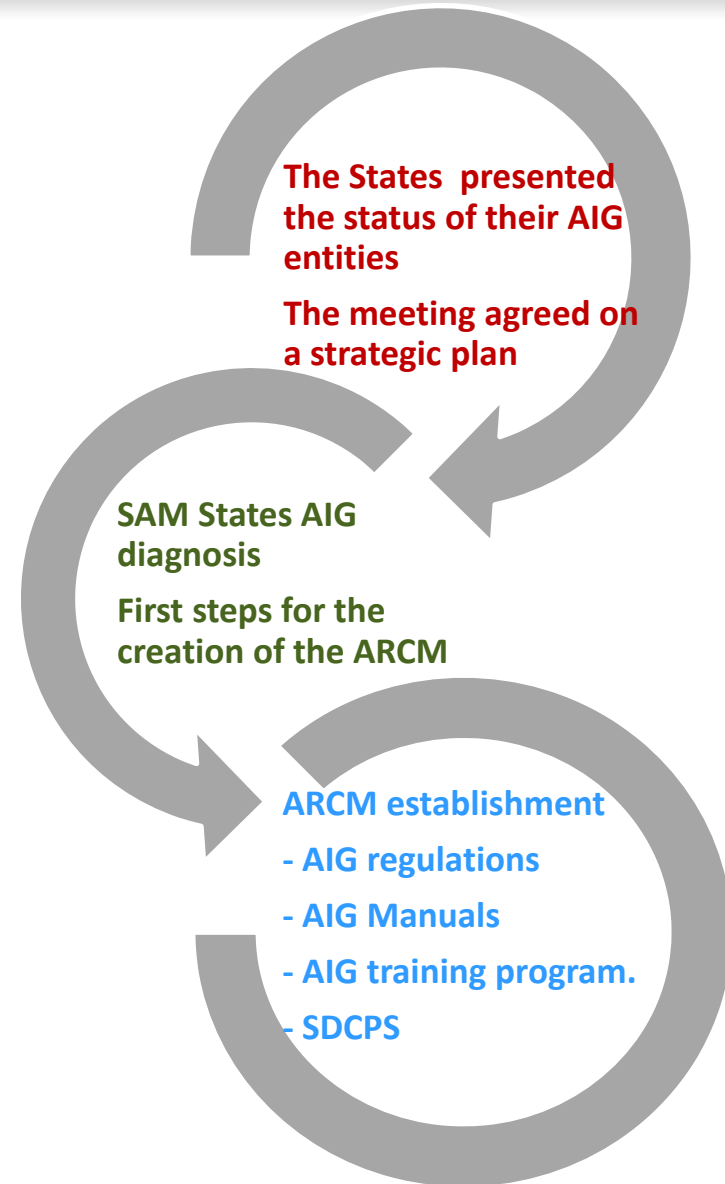 The States  presented
the status of their AIG
entities
The meeting agreed on
a strategic plan
SAM States AIG
diagnosis
First steps for the
creation of the ARCM
ARCM establishment
- AIG regulations
- AIG Manuals
- AIG training program.
- SDCPS